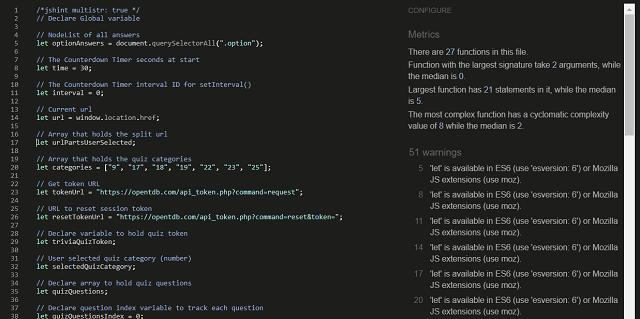 1 /*jshint multistr: true */
2 // Declare Global variable
3
4 // NodeList of all answers
5 let optionAnswers = document.querySelectorAll(".option");
6
7 // The Countdown Timer seconds at start
8 let time = 30;
9
10 // The Countdown Timer interval ID for setInterval()
11 let interval = 0;
12
13 // Current url
14 let url = window.location.href;
15
16 // Array that holds the split url
17 let urlPartsUserSelected;
18
19 // Array that holds the quiz categories
20 let categories = ["9", "17", "18", "19", "22", "23", "25"];
21
22 // Get token URL
23 let tokenUrl = "https://opentdb.com/api_token.php?command=request";
24
25 // URL to reset session token
26 let resetTokenUrl = "https://opentdb.com/api_token.php?command=reset&token=";
27
28 // Declare variable to hold quiz token
29 let triviaQuizToken;
30
31 // User selected quiz category (number)
32 let selectedQuizCategory;
33
34 // Declare array to hold quiz questions
35 let quizQuestions;
36
37 // Declare question index variable to track each question
38 let quizQuestionsIndex = 0;
CONFIGURE
Metrics
There are 27 functions in this file.
Function with the largest signature take 2 arguments, while
the median is 0.
Largest function has 21 statements in it, while the median
is 5.
The most complex function has a cyclomatic complexity
value of 8 while the median is 2.
51 warnings
5 'let' is available in ES6 (use 'esversion: 6') or Mozilla
JS extensions (use moz).
8 'let' is available in ES6 (use 'esversion: 6') or Mozilla
JS extensions (use moz).
11 'let' is available in ES6 (use 'esversion: 6') or Mozilla
JS extensions (use moz).
14 'let' is available in ES6 (use 'esversion: 6') or Mozilla
JS extensions (use moz).
17 'let' is available in ES6 (use 'esversion: 6') or Mozilla
JS extensions (use moz).
20 'let' is available in ES6 (use 'esversion: 6') or Mozilla
JS extensions (use moz).